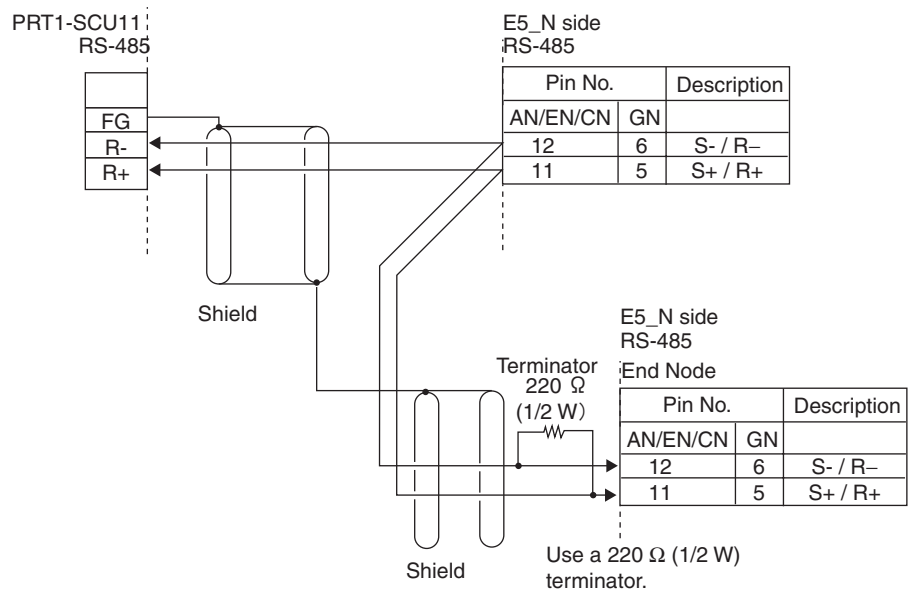 PRT1-SCU11
RS-485
FG
R-
R+
Shield
E5_N side
RS-485
Pin No. Description
AN/EN/CN GN
12 6 S- / R–
11 5 S+ / R+
Terminator
220 Ω
(1/2 W)
E5_N side
RS-485
End Node
Pin No. Description
AN/EN/CN GN
12 6 S- / R–
11 5 S+ / R+
Shield
Use a 220 Ω (1/2 W)
terminator.